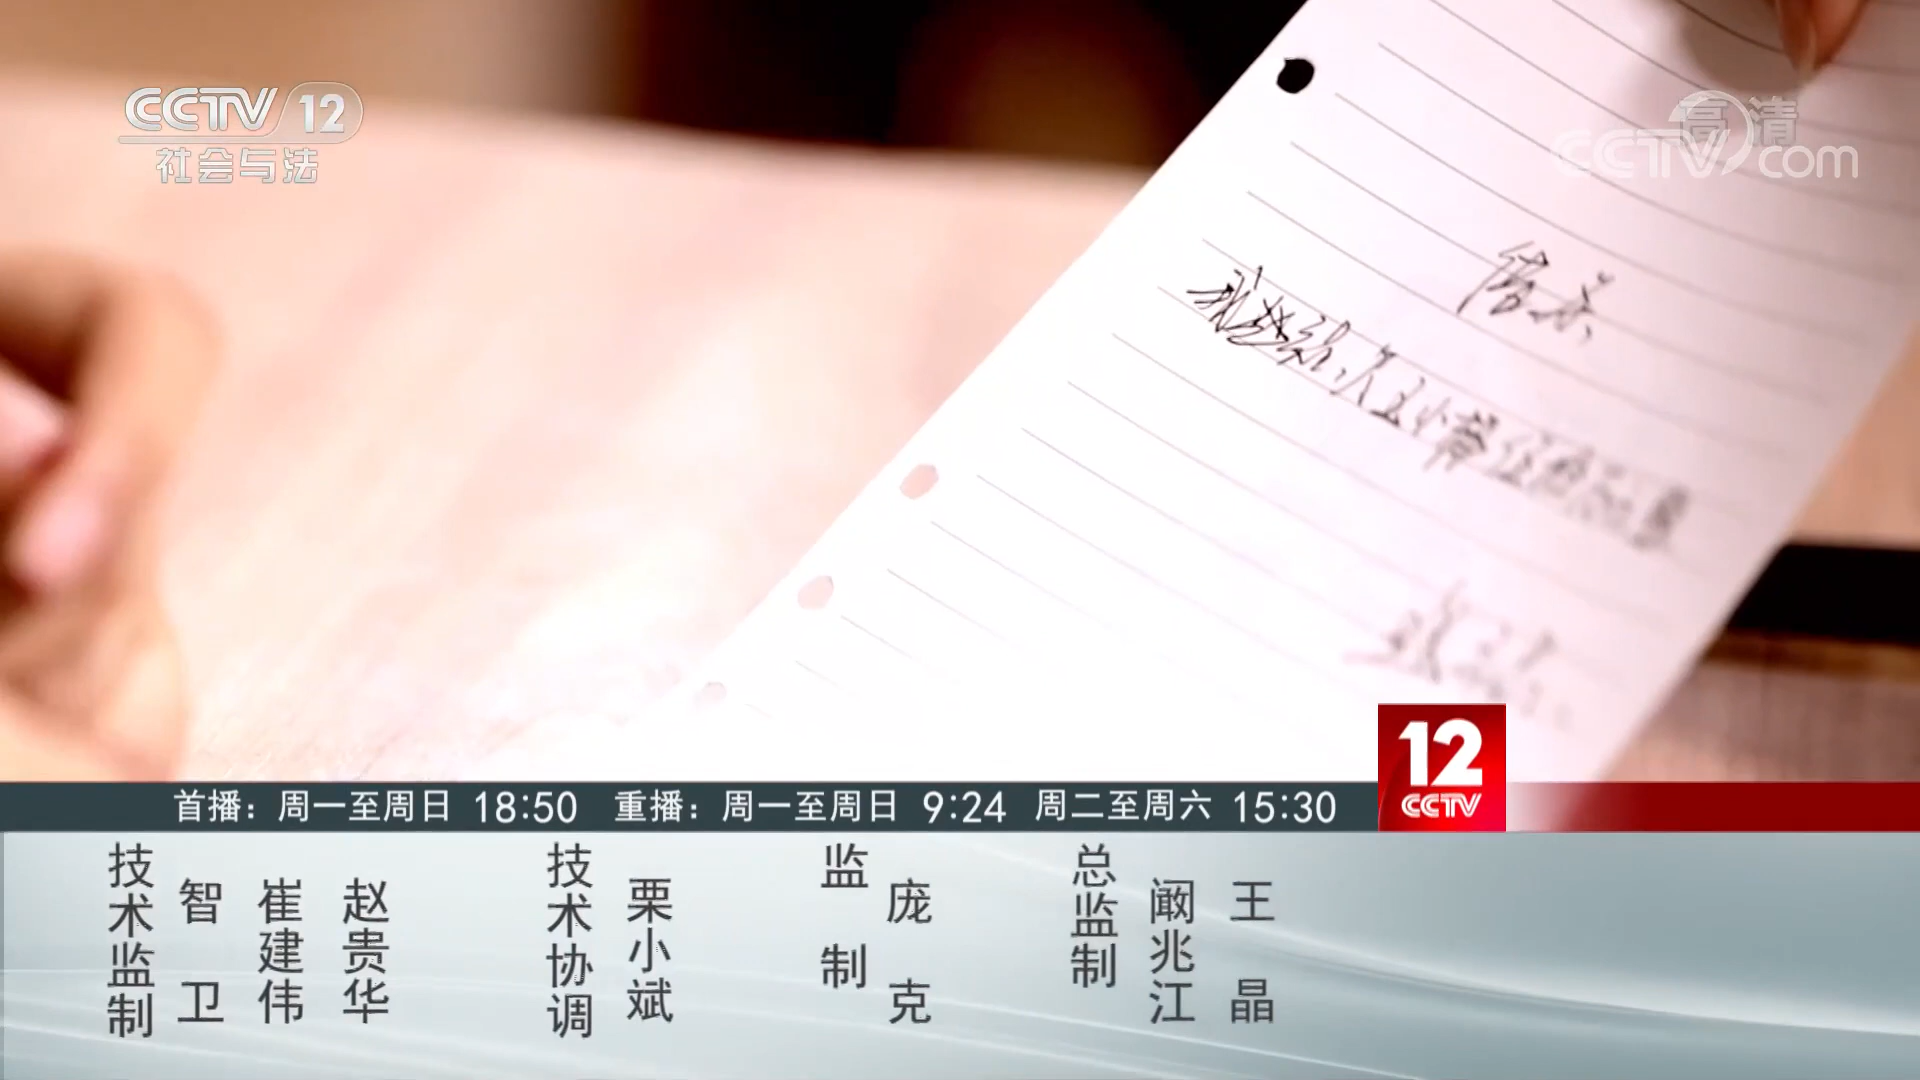 CCTV 12
社会与法
高清
CCTV.com
借条
12
CCTV
首播：周一至周日 18:50 重播：周一至周日 9:24 周二至周六 15:30
技术监制
智卫
崔建伟
赵贵华
技术协调
栗小斌
监制
庞克
总监制
阚兆江
王晶